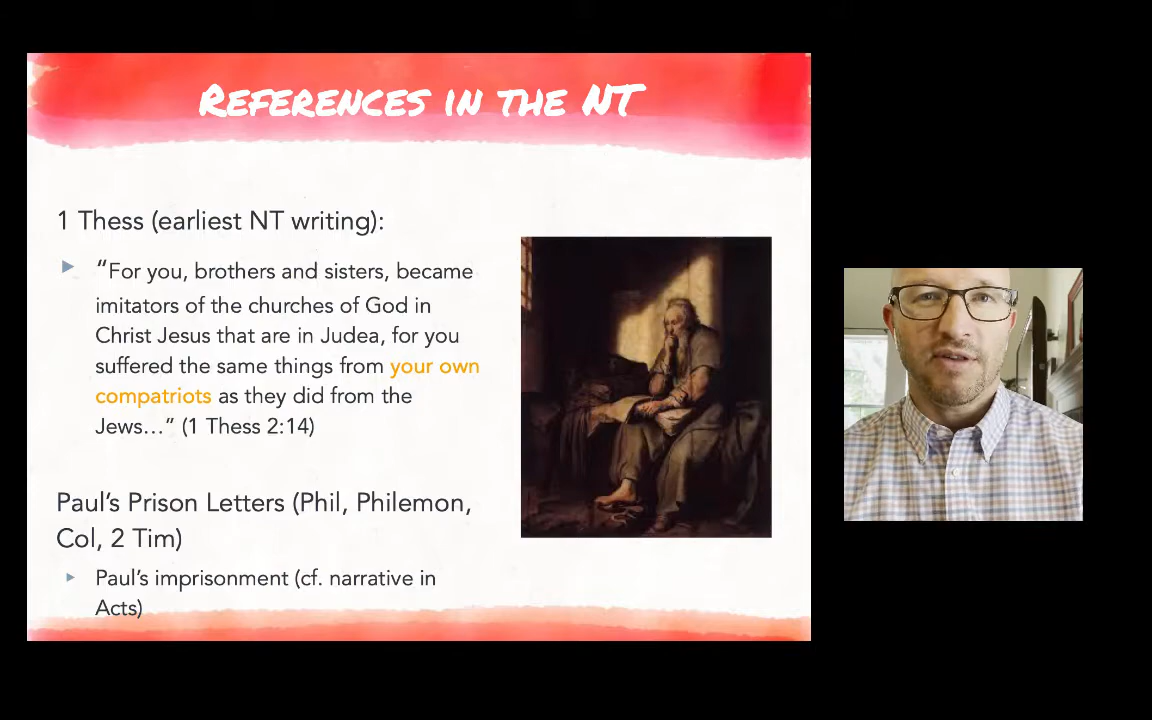 REFERENCES IN THE NT
1 Thess (earliest NT writing):
“For you, brothers and sisters, became
imitators of the churches of God in
Christ Jesus that are in Judea, for you
suffered the same things from your own
compatriots as they did from the
Jews…” (1 Thess 2:14)
Paul’s Prison Letters (Phil, Philemon,
Col, 2 Tim)
Paul’s imprisonment (cf. narrative in
Acts)